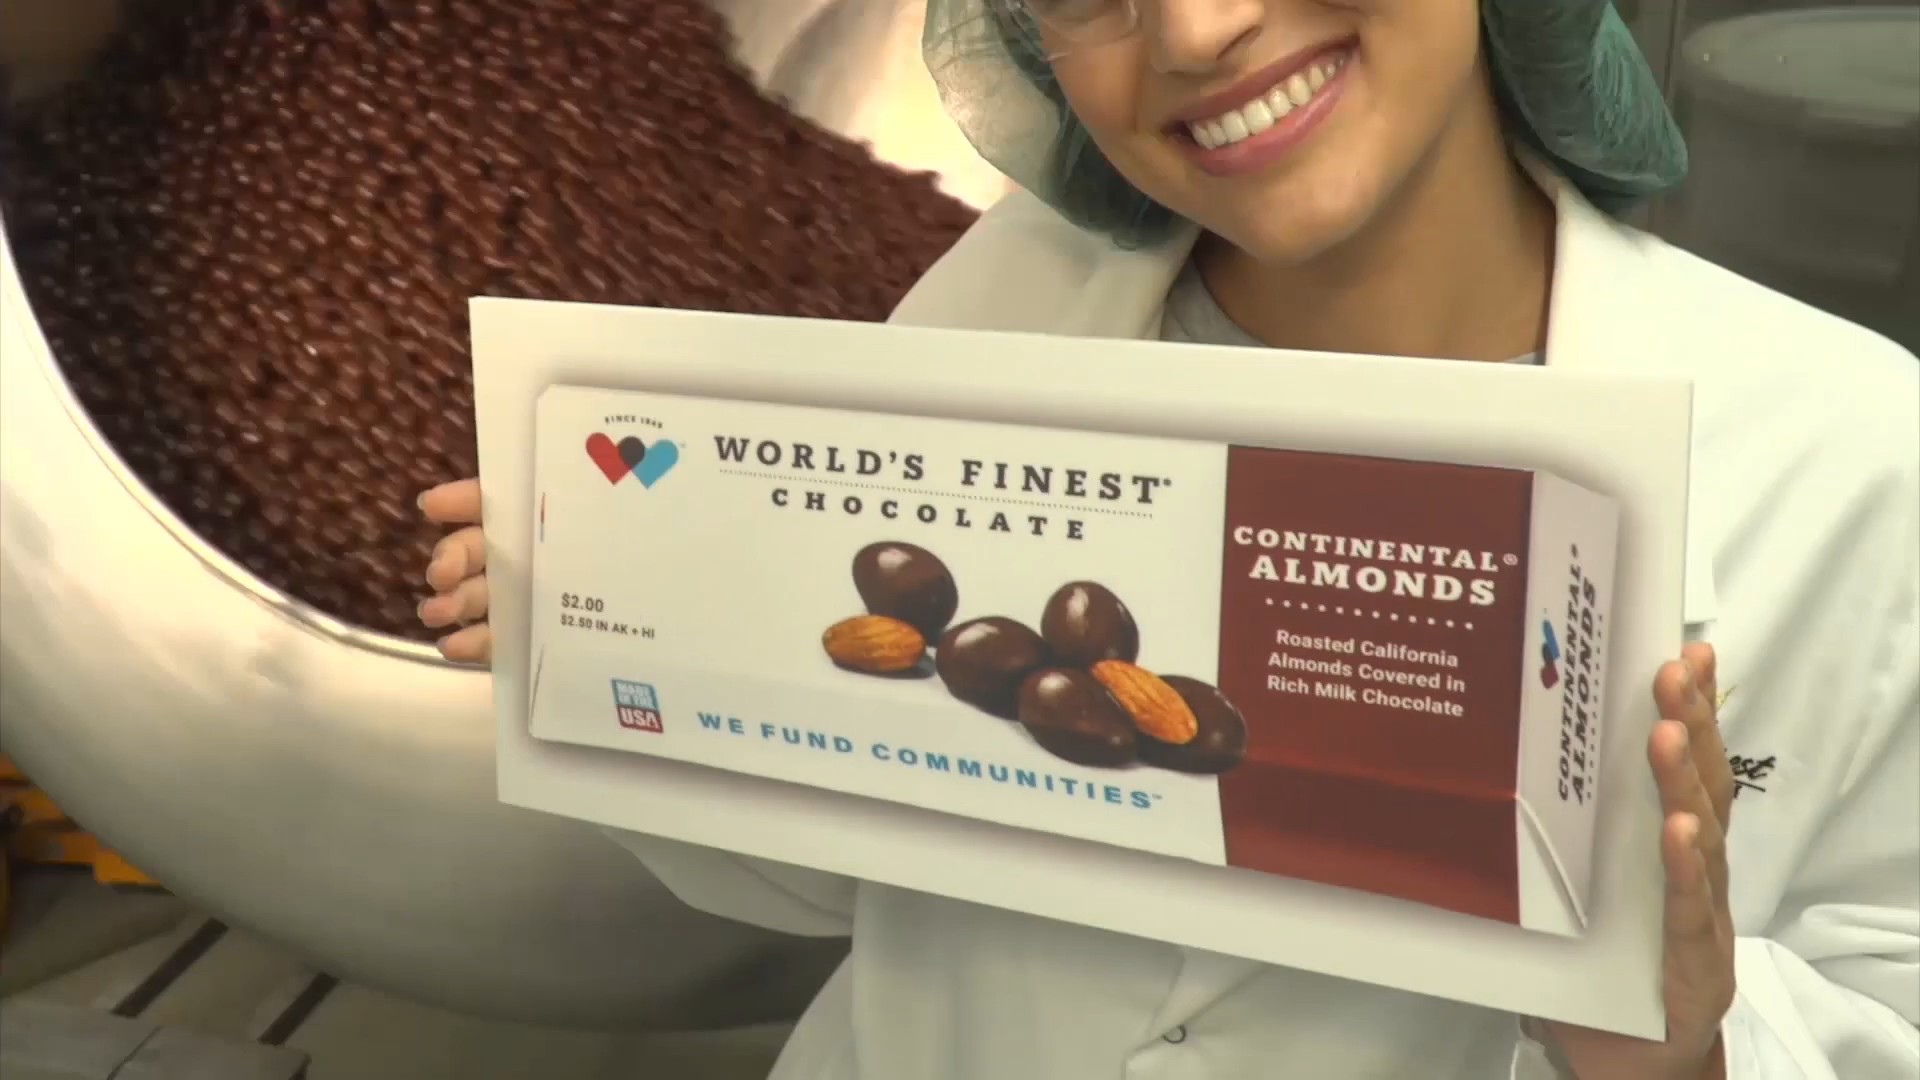 SINCE 1949
WORLD'S FINEST®
CHOCOLATE
$2.00
$2.50 IN AK + HI
MADE
IN THE
USA
WE FUND COMMUNITIES™
CONTINENTAL®
ALMONDS
Roasted California
Almonds Covered in
Rich Milk Chocolate
CONTINENTAL®
ALMONDS